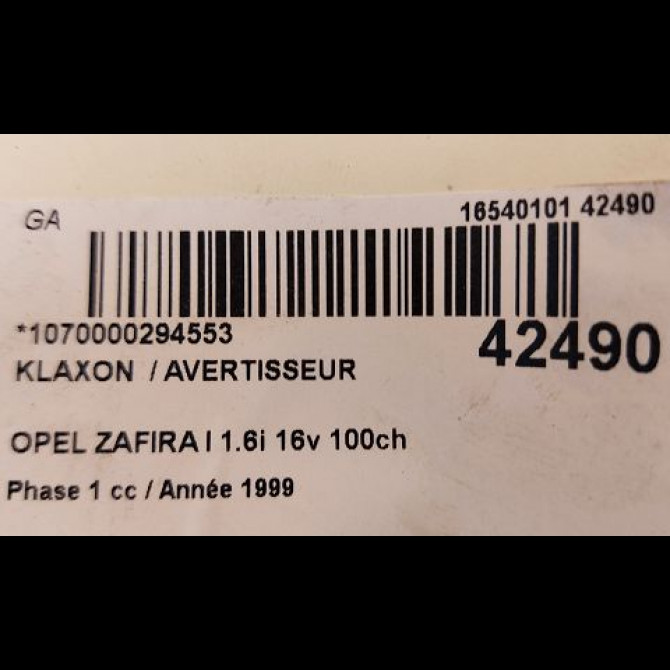 GA
16540101 42490
*1070000294553
42490
KLAXON / AVERTISSEUR
OPEL ZAFIRA I 1.6i 16v 100ch
Phase 1 cc / Année 1999